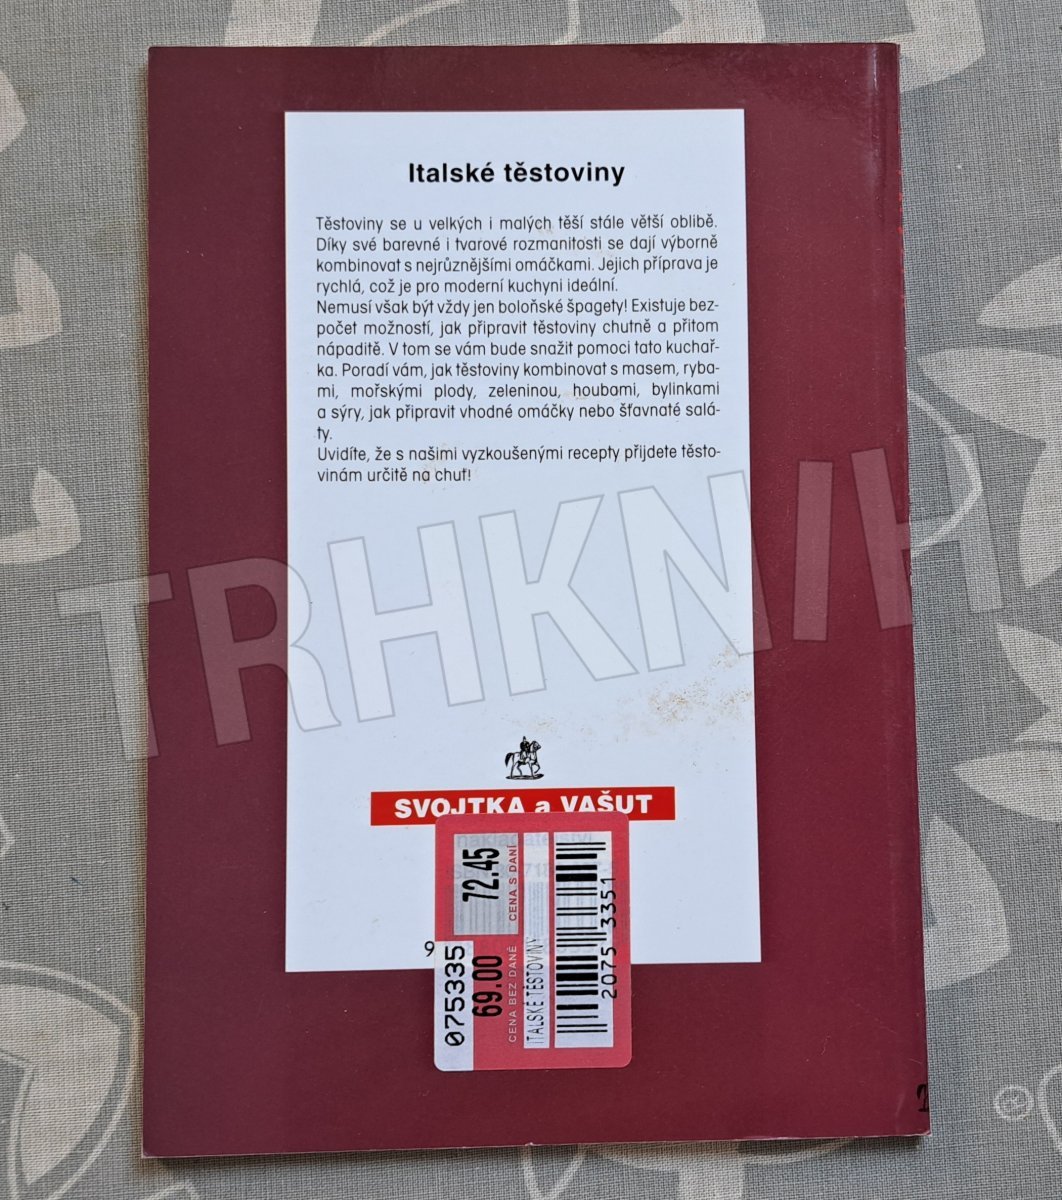 Italské těstoviny
Těstoviny se u velkých i malých těší stále větší oblibě.
Díky své barevné i tvarové rozmanitosti se dají výborně
kombinovat s nejrůznějšími omáčkami. Jejich příprava je
rychlá, což je pro moderní kuchyni ideální.
Nemusí však být vždy jen boloňské špagety! Existuje bez-
počet možností, jak připravit těstoviny chutně a přitom
nápaditě. V tom se vám bude snažit pomoci tato kuchař-
ka. Poradí vám, jak těstoviny kombinovat s masem, ryba-
mi, mořskými plody, zeleninou, houbami, bylinkami
a sýry, jak připravit vhodné omáčky nebo šťavnaté salá-
ty.
Uvidíte, že s našimi vyzkoušenými recepty přijdete těsto-
vinám určitě na chuť!
TRHKNIH
SVOJTKA a VAŠUT
nakladatelství
9
075335
72.45
CENA S DANÍ
69.00
CENA BEZ DANĚ
ITALSKÉ TĚSTOVINY
2075 3351